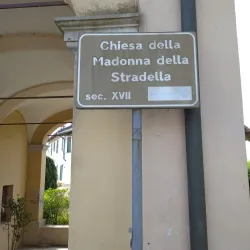 Chiesa della
Madonna della
Stradella
sec. XVII